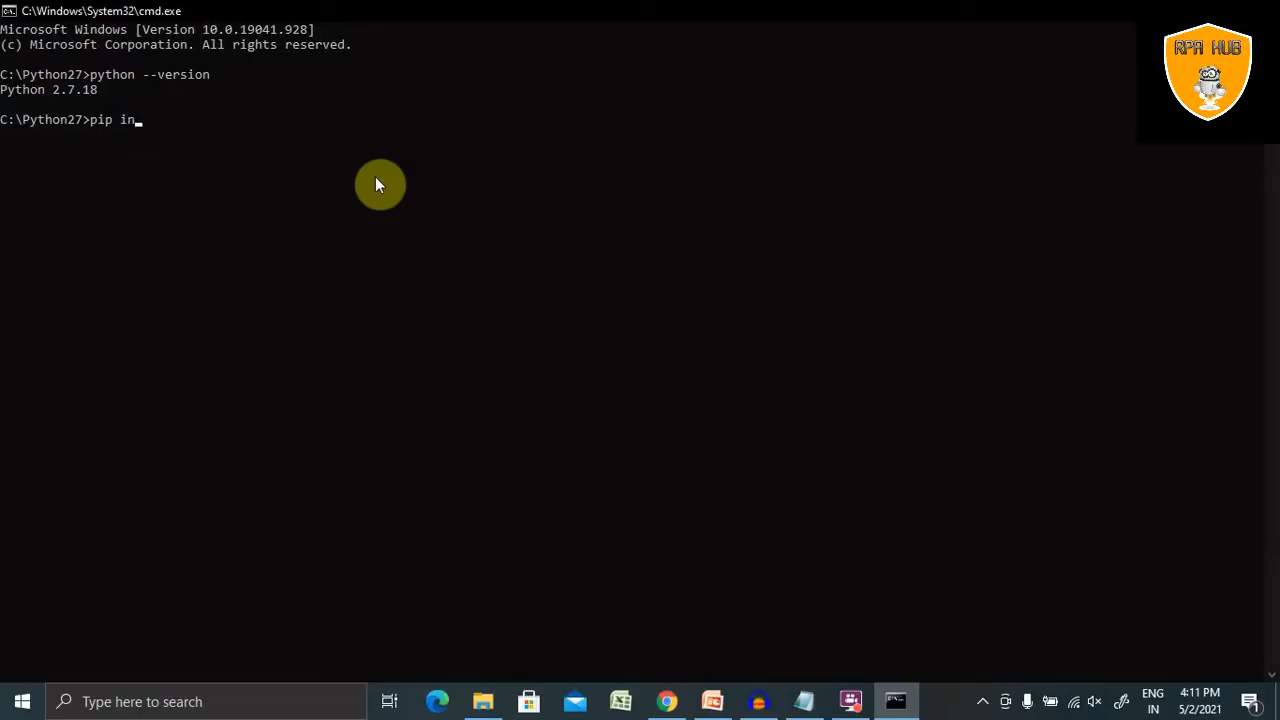 C:\Windows\System32\cmd.exe
Microsoft Windows [Version 10.0.19041.928]
(c) Microsoft Corporation. All rights reserved.
C:\Python27>python --version
Python 2.7.18
C:\Python27>pip in_
RPA HUB
Type here to search
ENG
IN
4:11 PM
5/2/2021
1